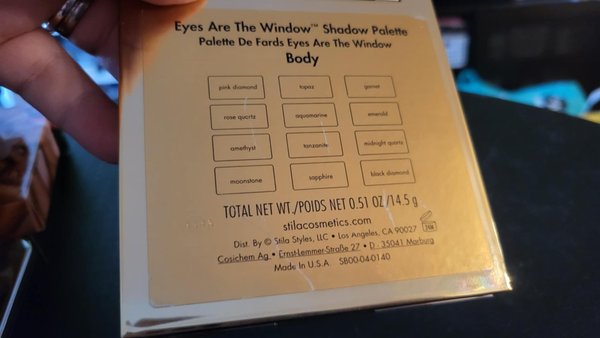 Eyes Are The Window™ Shadow Palette
Palette De Fards Eyes Are The Window
Body
pink diamond topaz garnet
rose quartz aquamarine emerald
amethyst tanzanite midnight quartz
moonstone sapphire black diamond
TOTAL NET WT./POIDS NET 0.51 OZ/14.5 g
stilacosmetics.com
24M
Dist. By © Stila Styles, LLC • Los Angeles, CA 90027
Cosichem Ag • Ernst-Lemmer-Straße 27 • D - 35041 Marburg
Made In U.S.A. SB00-04-0140